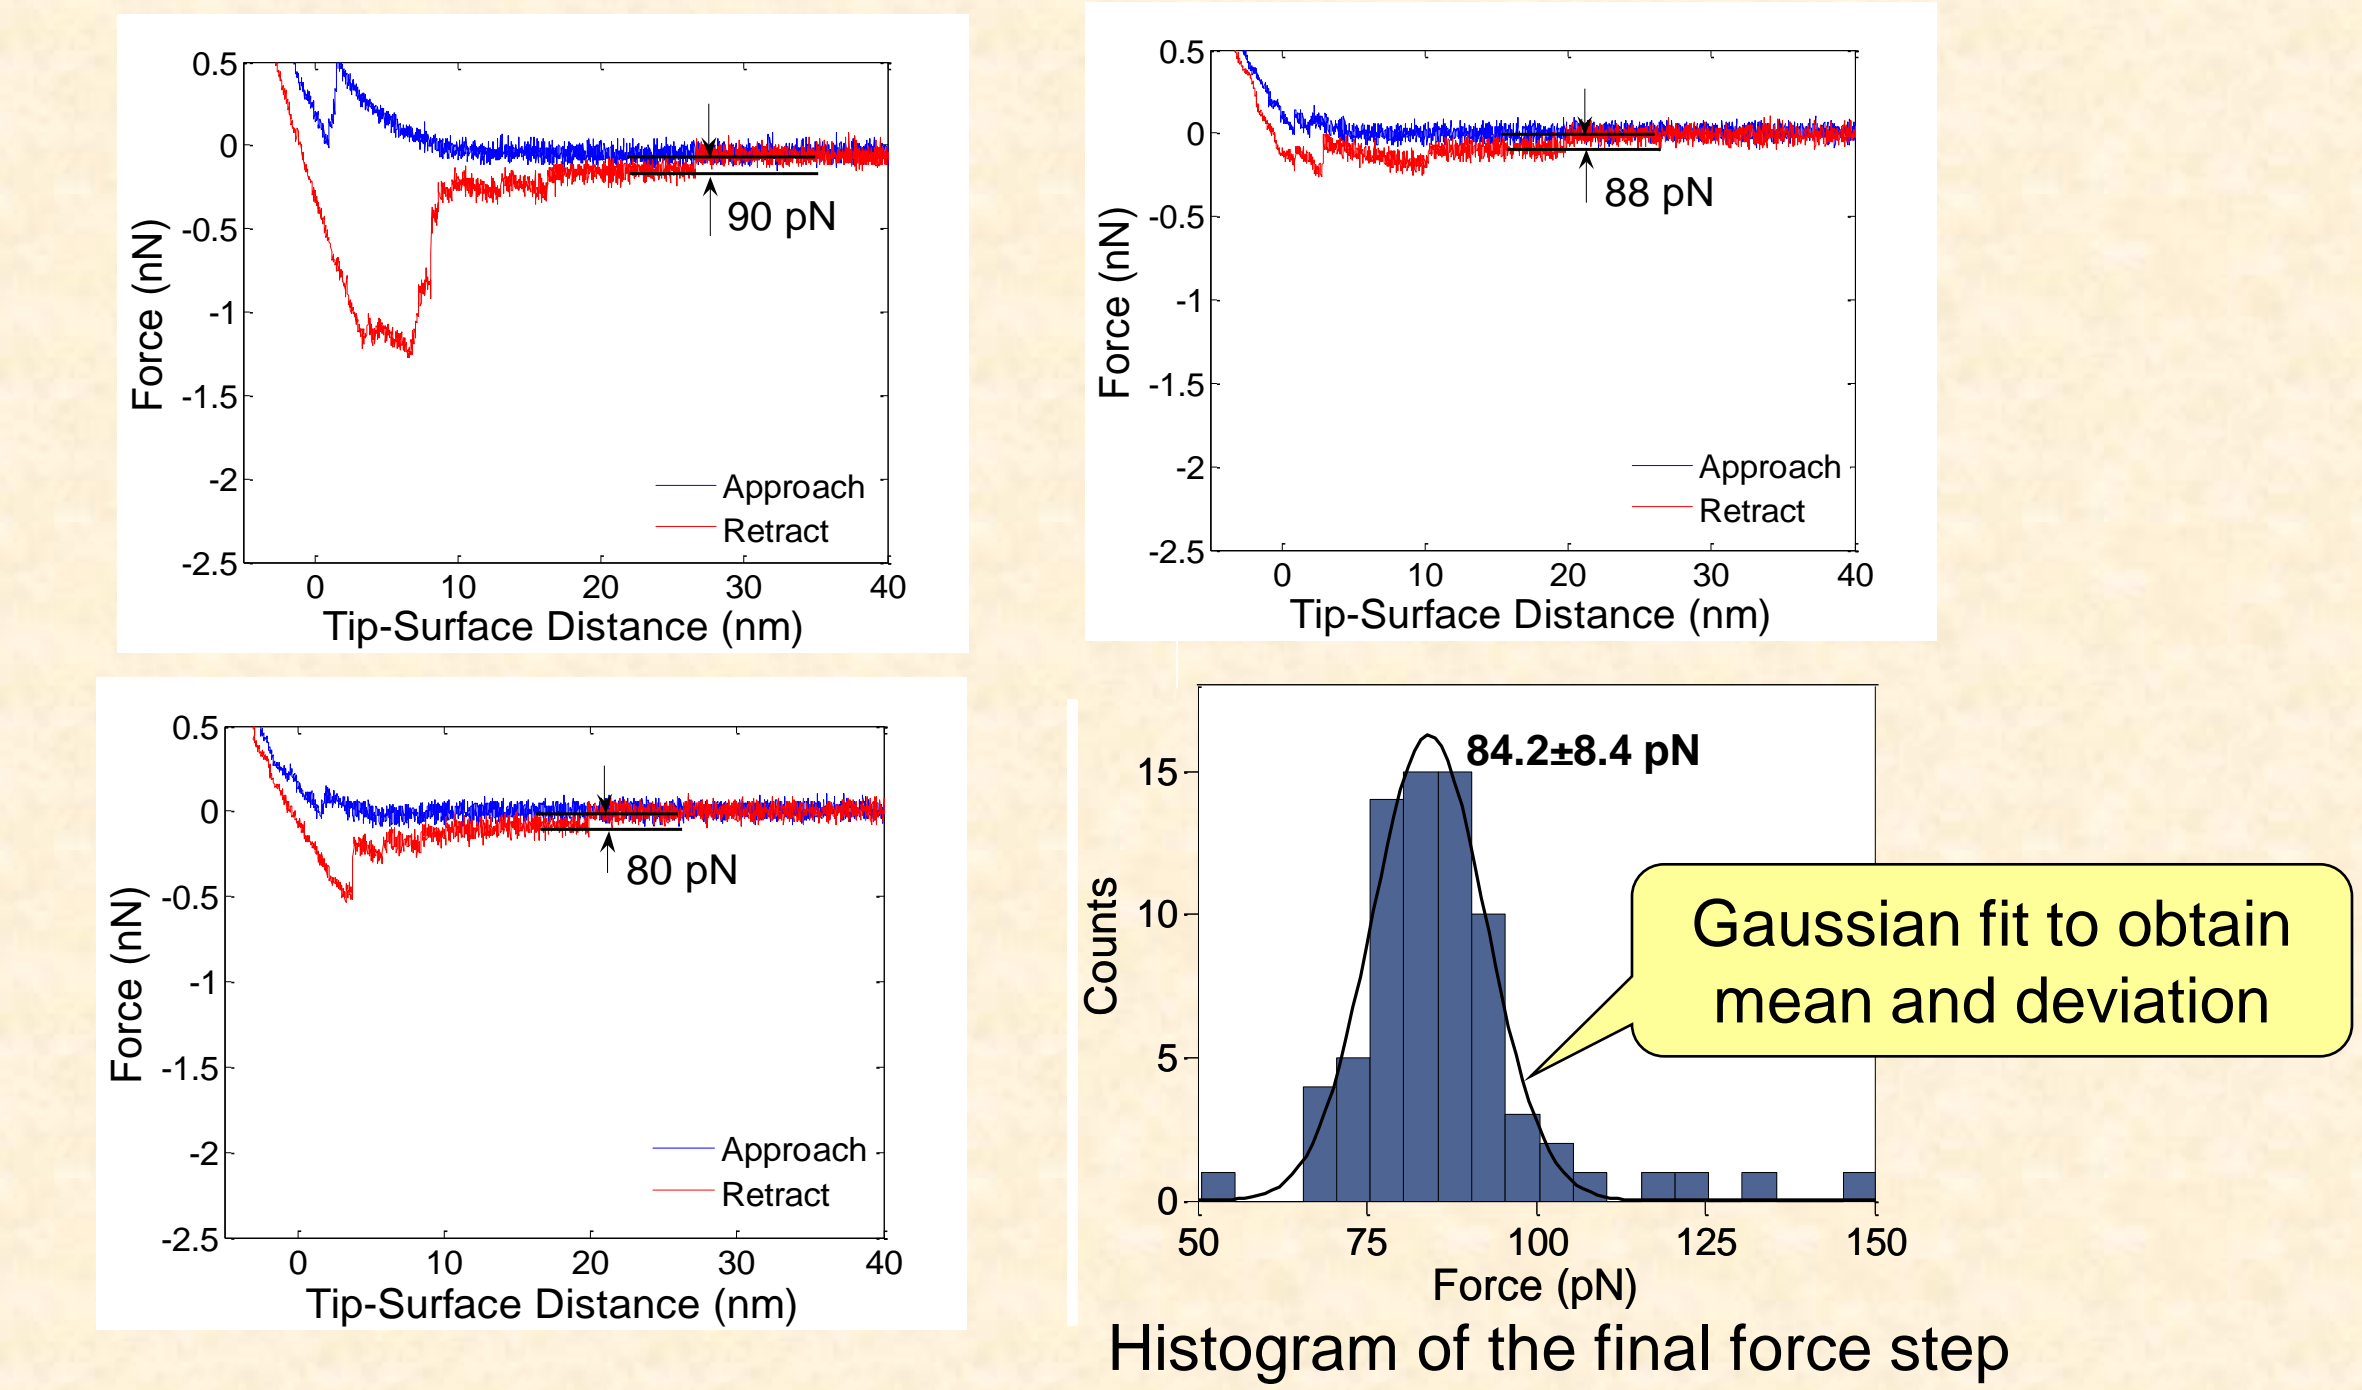 0.5
0
-0.5
-1
-1.5
-2
-2.5
Force (nN)
90 pN
Approach
Retract
0 10 20 30 40
Tip-Surface Distance (nm)
0.5
0
-0.5
-1
-1.5
-2
-2.5
Force (nN)
88 pN
Approach
Retract
0 10 20 30 40
Tip-Surface Distance (nm)
0.5
0
-0.5
-1
-1.5
-2
-2.5
Force (nN)
80 pN
Approach
Retract
0 10 20 30 40
Tip-Surface Distance (nm)
84.2±8.4 pN
15
10
5
0
Counts
Gaussian fit to obtain
mean and deviation
50 75 100 125 150
Force (pN)
Histogram of the final force step